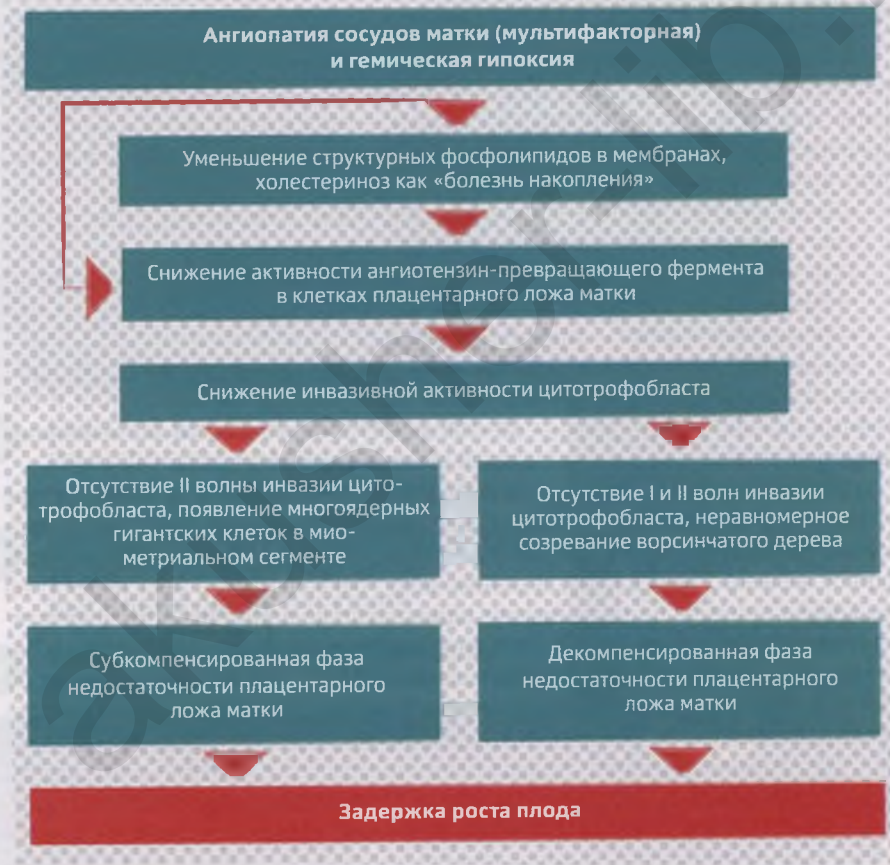 Ангиопатия сосудов матки (мультифакторная)
и гемическая гипоксия
Уменьшение структурных фосфолипидов в мембранах,
холестериноз как «болезнь накопления»
Снижение активности ангиотензин-превращающего фермента
в клетках плацентарного ложа матки
Снижение инвазивной активности цитотрофобласта
Отсутствие II волны инвазии цито-
трофобласта, появление многоядерных
гигантских клеток в мио-
метриальном сегменте
Отсутствие I и II волн инвазии
цитотрофобласта, неравномерное
созревание ворсинчатого дерева
Субкомпенсированная фаза
недостаточности плацентарного
ложа матки
Декомпенсированная фаза
недостаточности плацентарного
ложа матки
Задержка роста плода
akusher-lib.